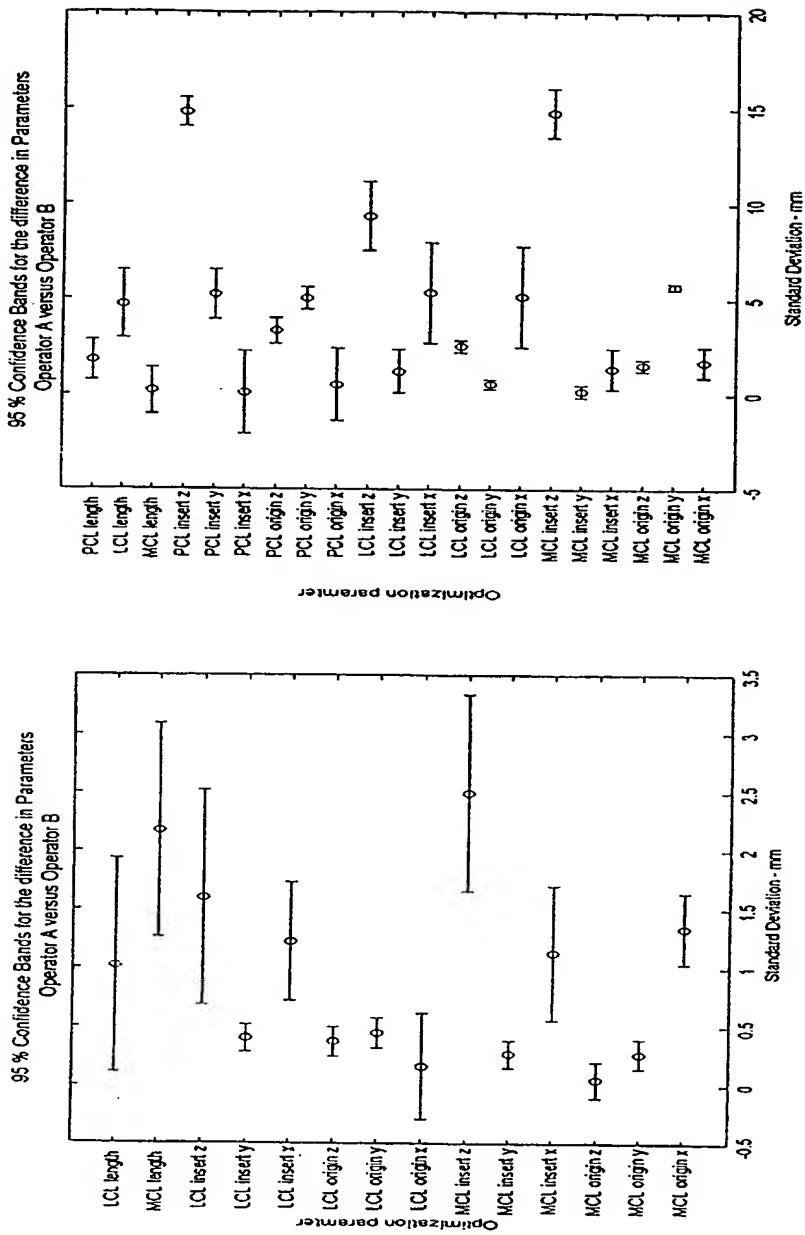 95 % Confidence Bands for the difference in Parameters
Operator A versus Operator B
LCL length
MCL length
LCL insert z
LCL insert y
LCL insert x
LCL origin z
LCL origin y
LCL origin x
MCL insert z
MCL insert y
MCL insert x
MCL origin z
MCL origin y
MCL origin x
Optimization paramter
-0.5
0
0.5
1
1.5
2
2.5
3
3.5
Standard Deviation - mm
95 % Confidence Bands for the difference in Parameters
Operator A versus Operator B
PCL length
LCL length
MCL length
PCL insert z
PCL insert y
PCL insert x
PCL origin z
PCL origin y
PCL origin x
LCL insert z
LCL insert y
LCL insert x
LCL origin z
LCL origin y
LCL origin x
MCL insert z
MCL insert y
MCL insert x
MCL origin z
MCL origin y
MCL origin x
Optimization paramter
-5
0
5
10
15
20
Standard Deviation - mm